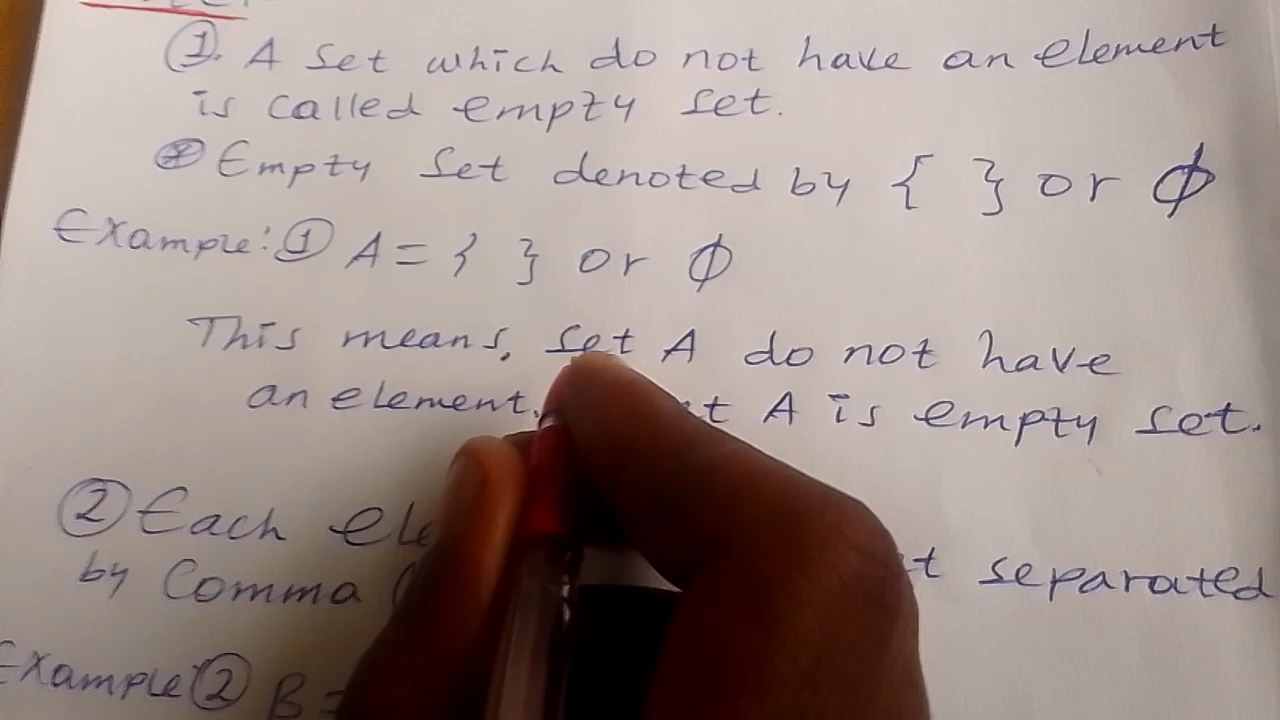 ①. A set which do not have an element
is called empty set.
* Empty set denoted by { } or ϕ
Example: ① A = { } or ϕ
This means, set A do not have
an element. A is empty set.
② Each separated
by Comma (
Example ② B =